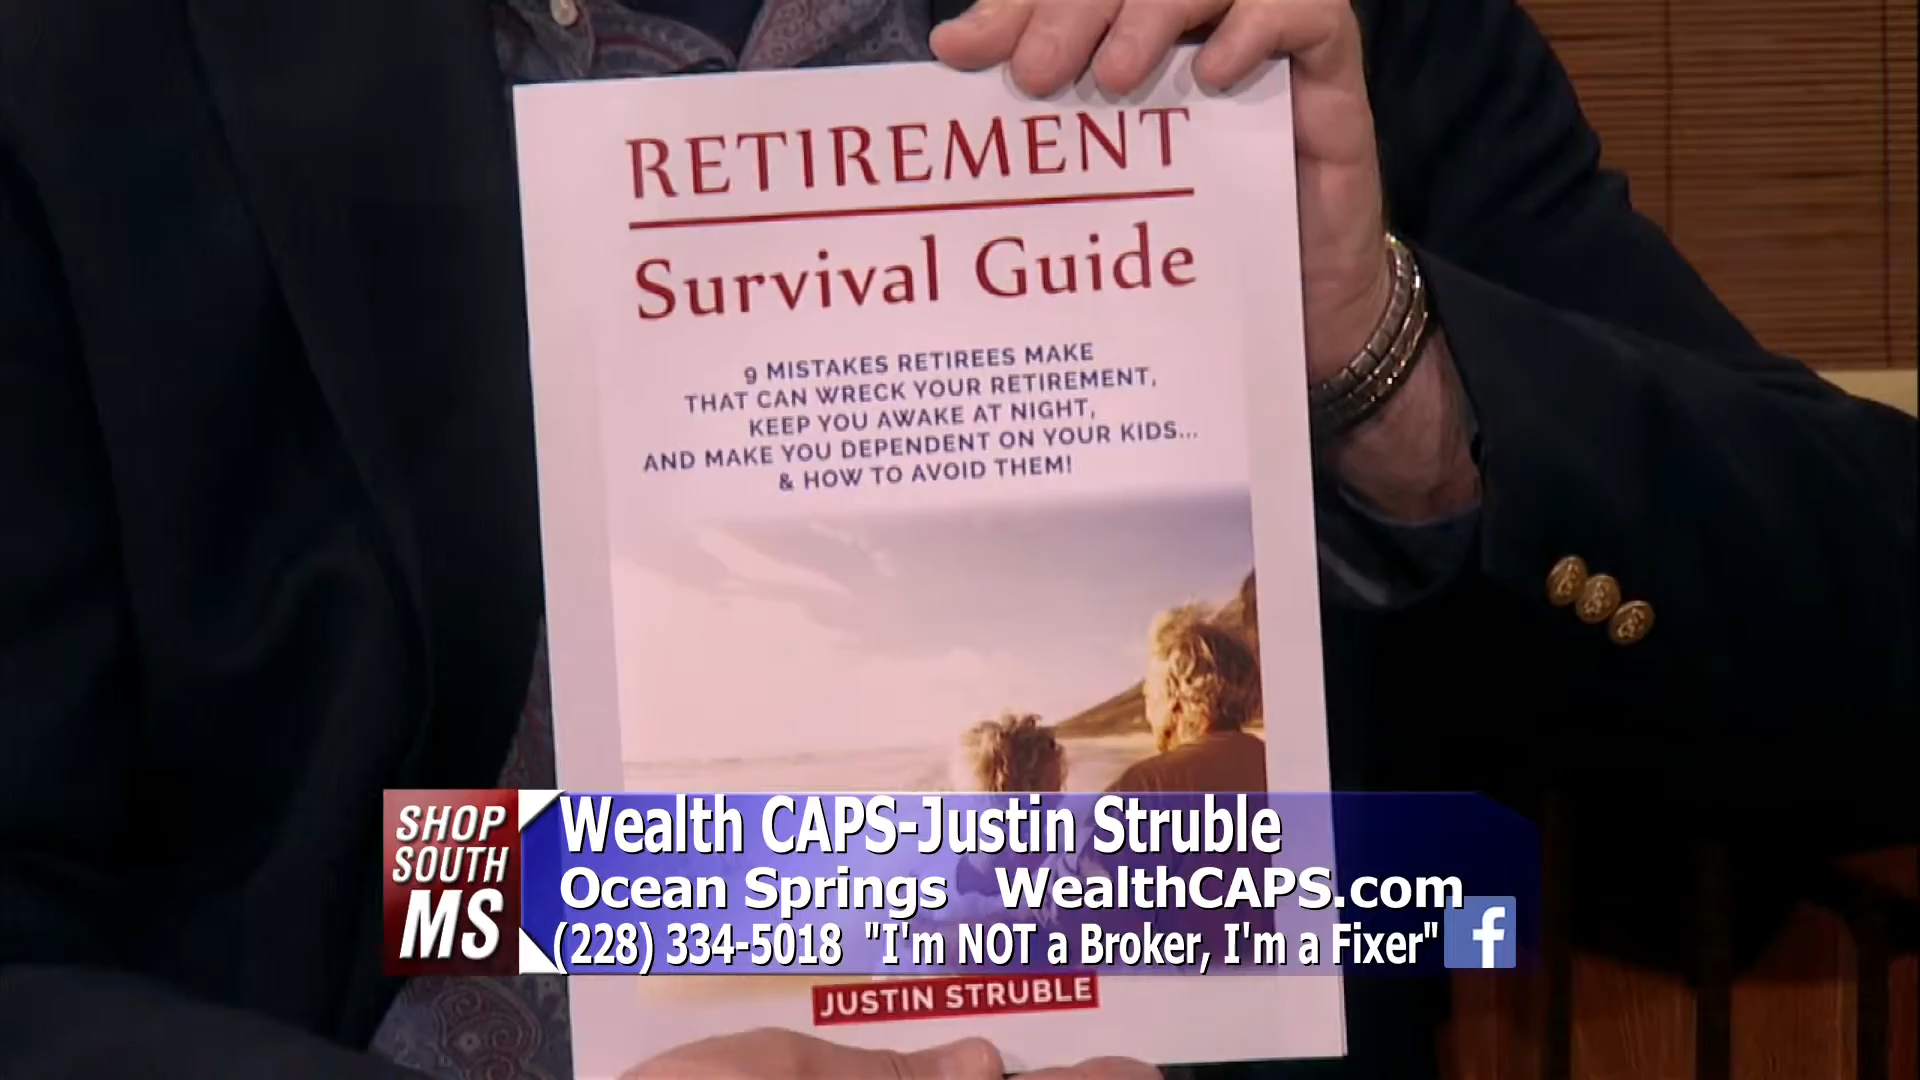 RETIREMENT
Survival Guide
9 MISTAKES RETIREES MAKE
THAT CAN WRECK YOUR RETIREMENT,
KEEP YOU AWAKE AT NIGHT,
AND MAKE YOU DEPENDENT ON YOUR KIDS...
& HOW TO AVOID THEM!
SHOP
SOUTH
MS
Wealth CAPS-Justin Struble
Ocean Springs WealthCAPS.com
(228) 334-5018 "I'm NOT a Broker, I'm a Fixer"
f
JUSTIN STRUBLE